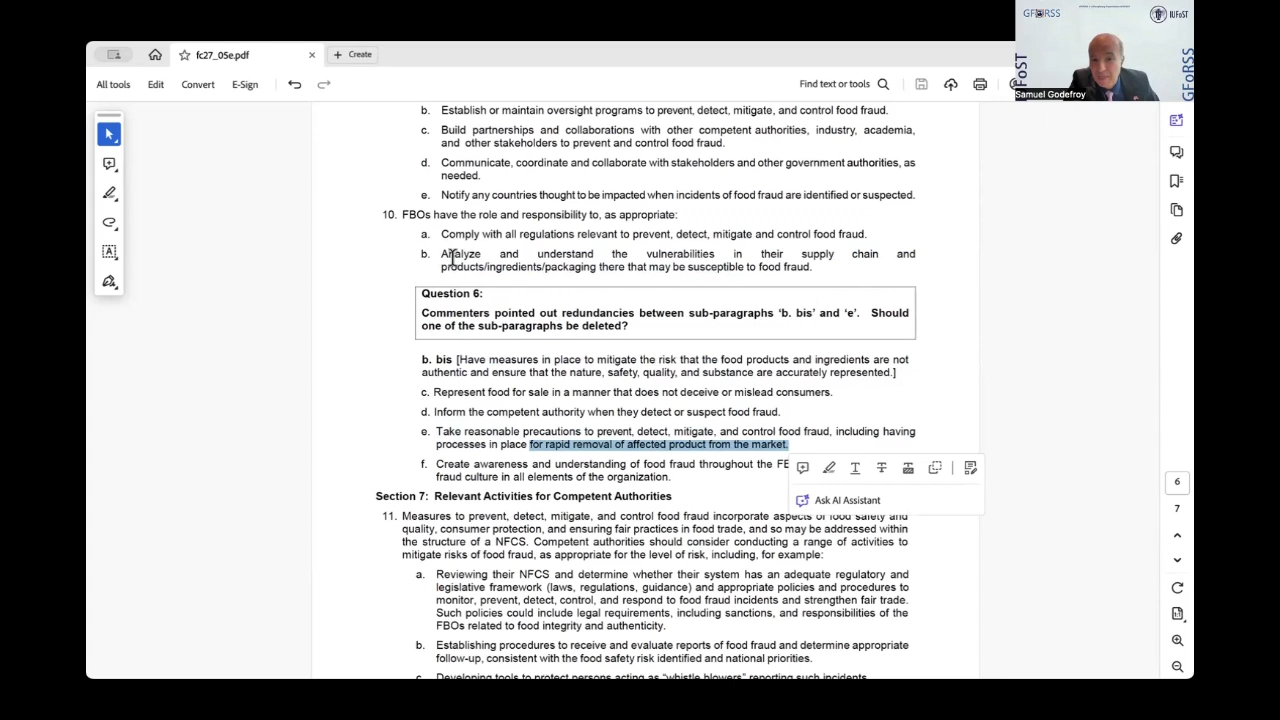 GFoRSS
IUFoST
fc27_05e.pdf
Create
All tools
Edit
Convert
E-Sign
Find text or tools
FoST
GFoRSS
Samuel Godefroy
b. Establish or maintain oversight programs to prevent, detect, mitigate, and control food fraud.
c. Build partnerships and collaborations with other competent authorities, industry, academia,
and other stakeholders to prevent and control food fraud.
d. Communicate, coordinate and collaborate with stakeholders and other government authorities, as
needed.
e. Notify any countries thought to be impacted when incidents of food fraud are identified or suspected.
10. FBOs have the role and responsibility to, as appropriate:
a. Comply with all regulations relevant to prevent, detect, mitigate and control food fraud.
b. Analyze and understand the vulnerabilities in their supply chain and
products/ingredients/packaging there that may be susceptible to food fraud.
Question 6:
Commenters pointed out redundancies between sub-paragraphs ‘b. bis’ and ‘e’. Should
one of the sub-paragraphs be deleted?
b. bis [Have measures in place to mitigate the risk that the food products and ingredients are not
authentic and ensure that the nature, safety, quality, and substance are accurately represented.]
c. Represent food for sale in a manner that does not deceive or mislead consumers.
d. Inform the competent authority when they detect or suspect food fraud.
e. Take reasonable precautions to prevent, detect, mitigate, and control food fraud, including having
processes in place for rapid removal of affected product from the market.
f. Create awareness and understanding of food fraud throughout the
fraud culture in all elements of the organization.
Ask AI Assistant
Section 7: Relevant Activities for Competent Authorities
11. Measures to prevent, detect, mitigate, and control food fraud incorporate aspects of food safety and
quality, consumer protection, and ensuring fair practices in food trade, and so may be addressed within
the structure of a NFCS. Competent authorities should consider conducting a range of activities to
mitigate risks of food fraud, as appropriate for the level of risk, including, for example:
a. Reviewing their NFCS and determine whether their system has an adequate regulatory and
legislative framework (laws, regulations, guidance) and appropriate policies and procedures to
monitor, prevent, detect, control, and respond to food fraud incidents and strengthen fair trade.
Such policies could include legal requirements, including sanctions, and responsibilities of the
FBOs related to food integrity and authenticity.
b. Establishing procedures to receive and evaluate reports of food fraud and determine appropriate
follow-up, consistent with the food safety risk identified and national priorities.
c. Developing tools to protect persons acting as “whistle blowers” reporting such incidents
6
7